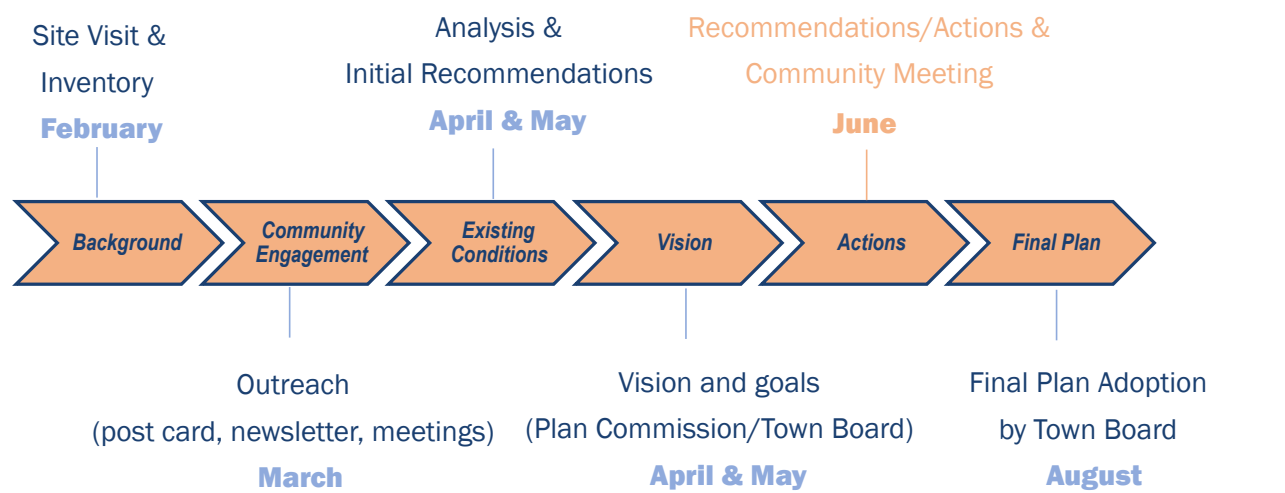 Site Visit &
Inventory
February
Analysis &
Initial Recommendations
April & May
Recommendations/Actions &
Community Meeting
June
Background
Community
Engagement
Existing
Conditions
Vision
Actions
Final Plan
Outreach
(post card, newsletter, meetings)
March
Vision and goals
(Plan Commission/Town Board)
April & May
Final Plan Adoption
by Town Board
August